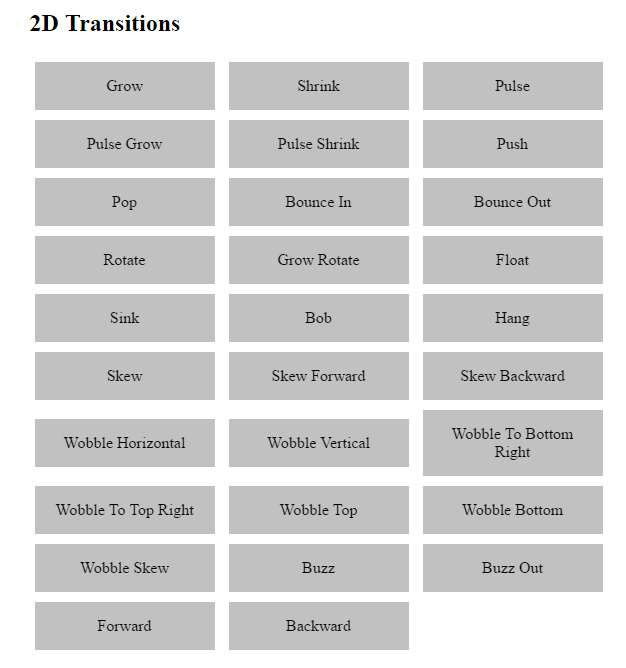 2D Transitions
Grow
Shrink
Pulse
Pulse Grow
Pulse Shrink
Push
Pop
Bounce In
Bounce Out
Rotate
Grow Rotate
Float
Sink
Bob
Hang
Skew
Skew Forward
Skew Backward
Wobble Horizontal
Wobble Vertical
Wobble To Bottom
Right
Wobble To Top Right
Wobble Top
Wobble Bottom
Wobble Skew
Buzz
Buzz Out
Forward
Backward